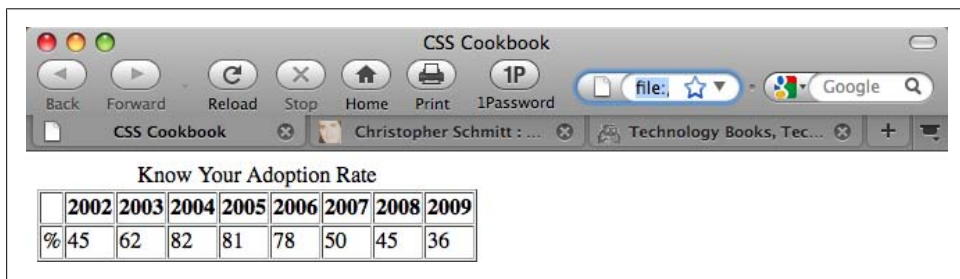 CSS Cookbook
1P
file:,
Google
Back Forward Reload Stop Home Print 1Password
CSS Cookbook Christopher Schmitt : ... Technology Books, Tec... +
Know Your Adoption Rate
2002 2003 2004 2005 2006 2007 2008 2009
% 45 62 82 81 78 50 45 36